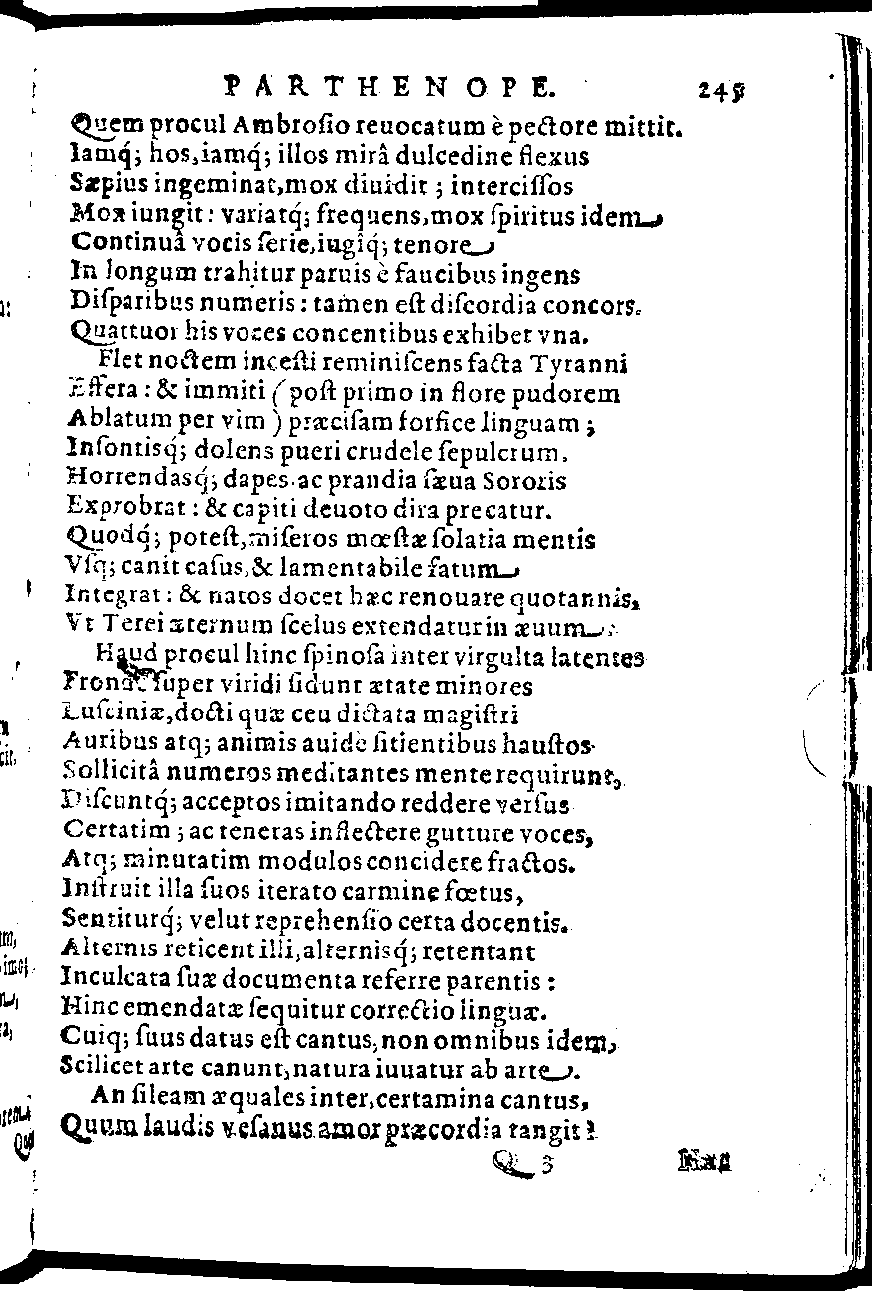 PARTHENOPE. 245
Quem procul Ambroſio reuocatum è pectore mittit.
Iamq́; hos, iamq́; illos mirâ dulcedine flexus
Sæpius ingeminat, mox diuidit ; interciſſos
Mox iungit : variatq́; frequens, mox ſpiritus idem
Continuâ vocis ſerie, iugiq́; tenore
In longum trahitur paruis è faucibus ingens
Diſparibus numeris : tamen eſt diſcordia concors.
Quattuor his voces concentibus exhibet vna.
Flet noctem inceſti reminiſcens facta Tyranni
Effera : & immiti ( poſt primo in flore pudorem
Ablatum per vim ) præciſam forfice linguam ;
Inſontisq́; dolens pueri crudele ſepulcrum,
Horrendasq́; dapes, ac prandia ſæua Sororis
Exprobrat : & capiti deuoto dira precatur.
Quodq́; poteſt, miſeros mœſtæ ſolatia mentis
Vſq; canit caſus, & lamentabile fatum
Integrat : & natos docet hæc renouare quotannis,
Vt Terei æternum ſcelus extendatur in æuum.
Haud procul hinc ſpinoſa inter virgulta latentes
Fronde ſuper viridi ſidunt ætate minores
Luſciniæ, docti quæ ceu dictata magiſtri
Auribus atq; animis auidè ſitientibus hauſtos
Sollicitâ numeros meditantes mente requirunt,
Diſcuntq́; acceptos imitando reddere verſus
Certatim ; ac teneras inflectere gutture voces,
Atq; minutatim modulos concidere fractos.
Inſtruit illa ſuos iterato carmine fœtus,
Sentiturq́; velut reprehenſio certa docentis.
Alternis reticent illi, alternisq́; retentant
Inculcata ſuæ documenta referre parentis :
Hinc emendatæ ſequitur correctio linguæ.
Cuiq; ſuus datus eſt cantus, non omnibus idem,
Scilicet arte canunt, natura iuuatur ab arte.
An ſileam æquales inter, certamina cantus,
Quum laudis veſanus amor præcordia tangit ?
Q 3